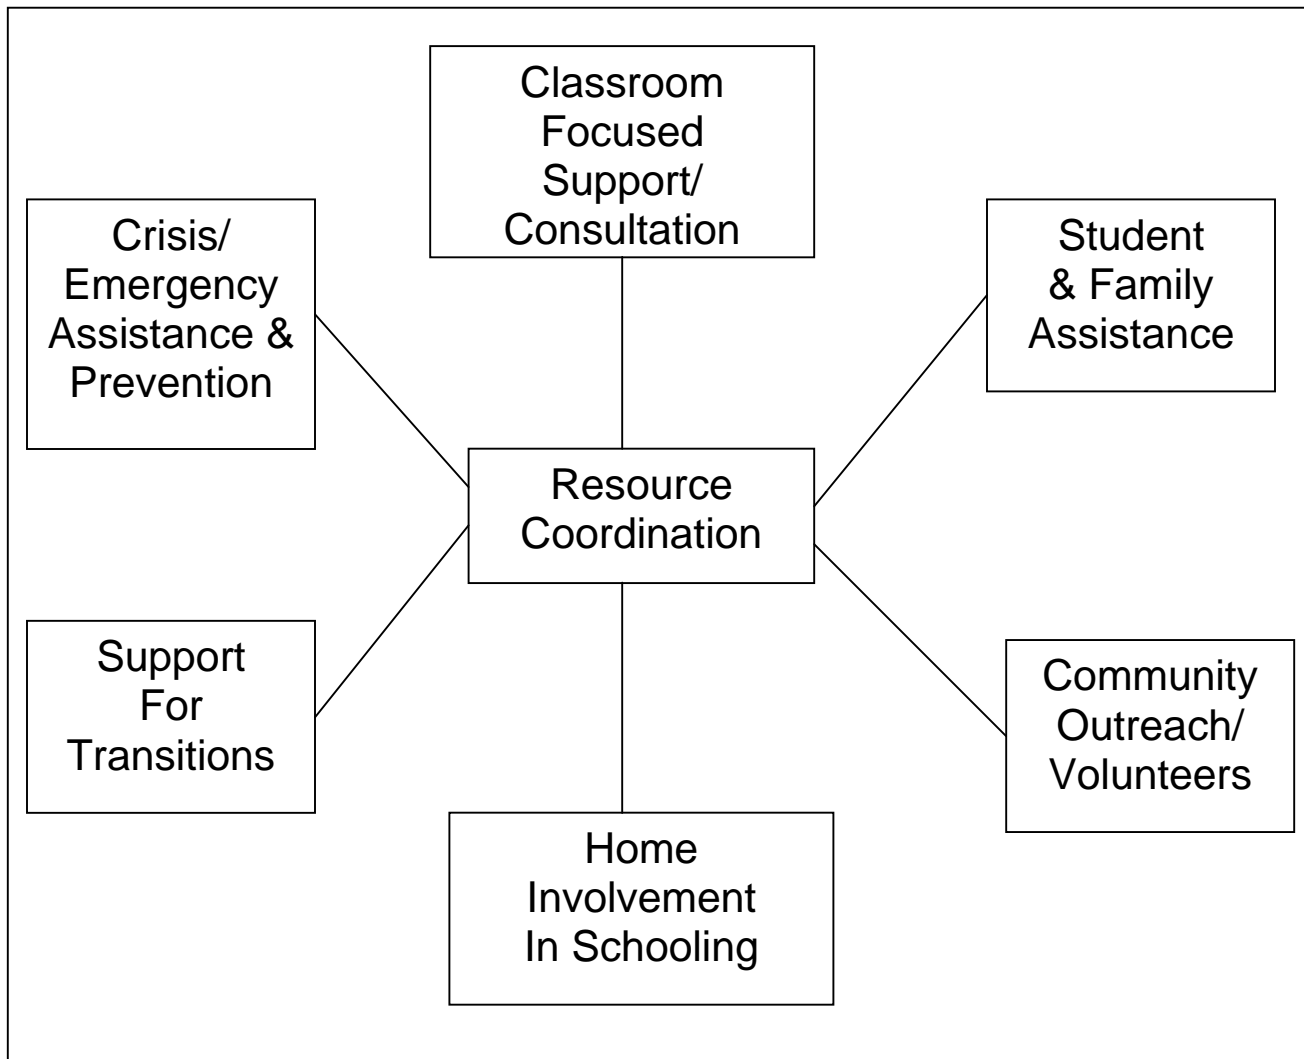 Classroom
Focused
Support/
Consultation
Crisis/
Emergency
Assistance &
Prevention
Student
& Family
Assistance
Resource
Coordination
Support
For
Transitions
Community
Outreach/
Volunteers
Home
Involvement
In Schooling